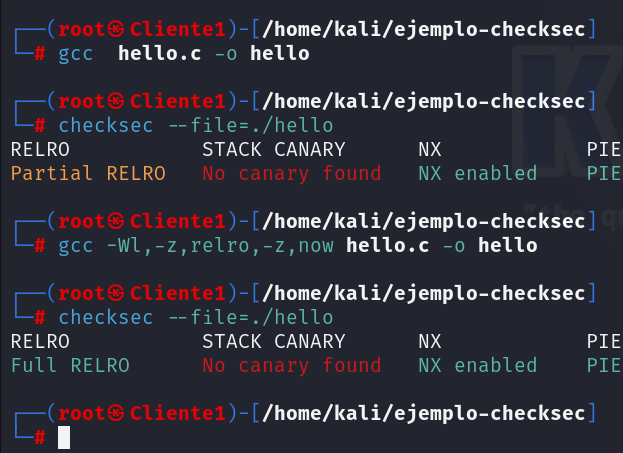 ┌──(root㉿Cliente1)-[/home/kali/ejemplo-checksec]
└─# gcc  hello.c -o hello
┌──(root㉿Cliente1)-[/home/kali/ejemplo-checksec]
└─# checksec --file=./hello
RELRO STACK CANARY NX PIE
Partial RELRO No canary found NX enabled PIE
┌──(root㉿Cliente1)-[/home/kali/ejemplo-checksec]
└─# gcc -Wl,-z,relro,-z,now hello.c -o hello
┌──(root㉿Cliente1)-[/home/kali/ejemplo-checksec]
└─# checksec --file=./hello
RELRO STACK CANARY NX PIE
Full RELRO No canary found NX enabled PIE
┌──(root㉿Cliente1)-[/home/kali/ejemplo-checksec]
└─#